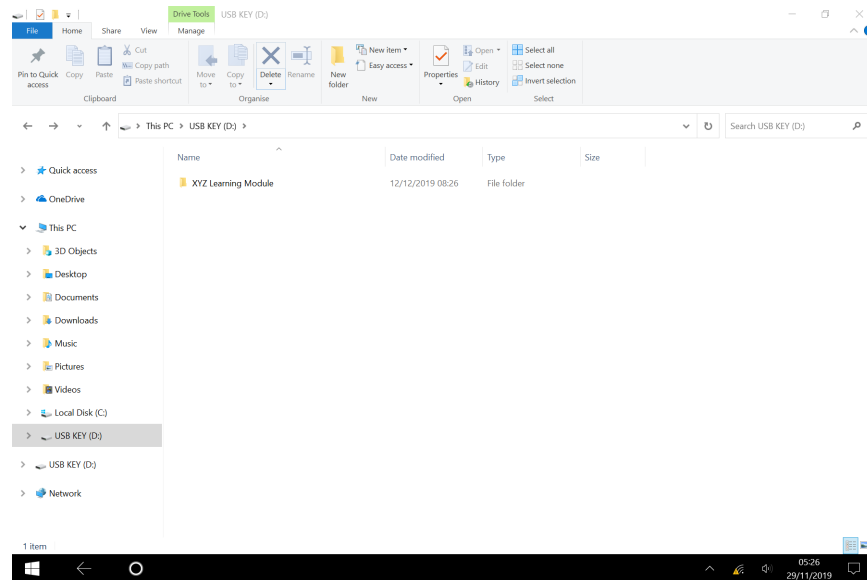 Drive Tools USB KEY (D:)
File Home Share View Manage
Pin to Quick access
Copy
Paste
Cut
Copy path
Paste shortcut
Clipboard
Move to
Copy to
Delete
Rename
Organise
New folder
New item
Easy access
New
Properties
Open
Edit
History
Open
Select all
Select none
Invert selection
Select
This PC USB KEY (D:)
Search USB KEY (D:)
Name Date modified Type Size
XYZ Learning Module 12/12/2019 08:26 File folder
Quick access
OneDrive
This PC
3D Objects
Desktop
Documents
Downloads
Music
Pictures
Videos
Local Disk (C:)
USB KEY (D:)
USB KEY (D:)
Network
1 item
05:26
29/11/2019